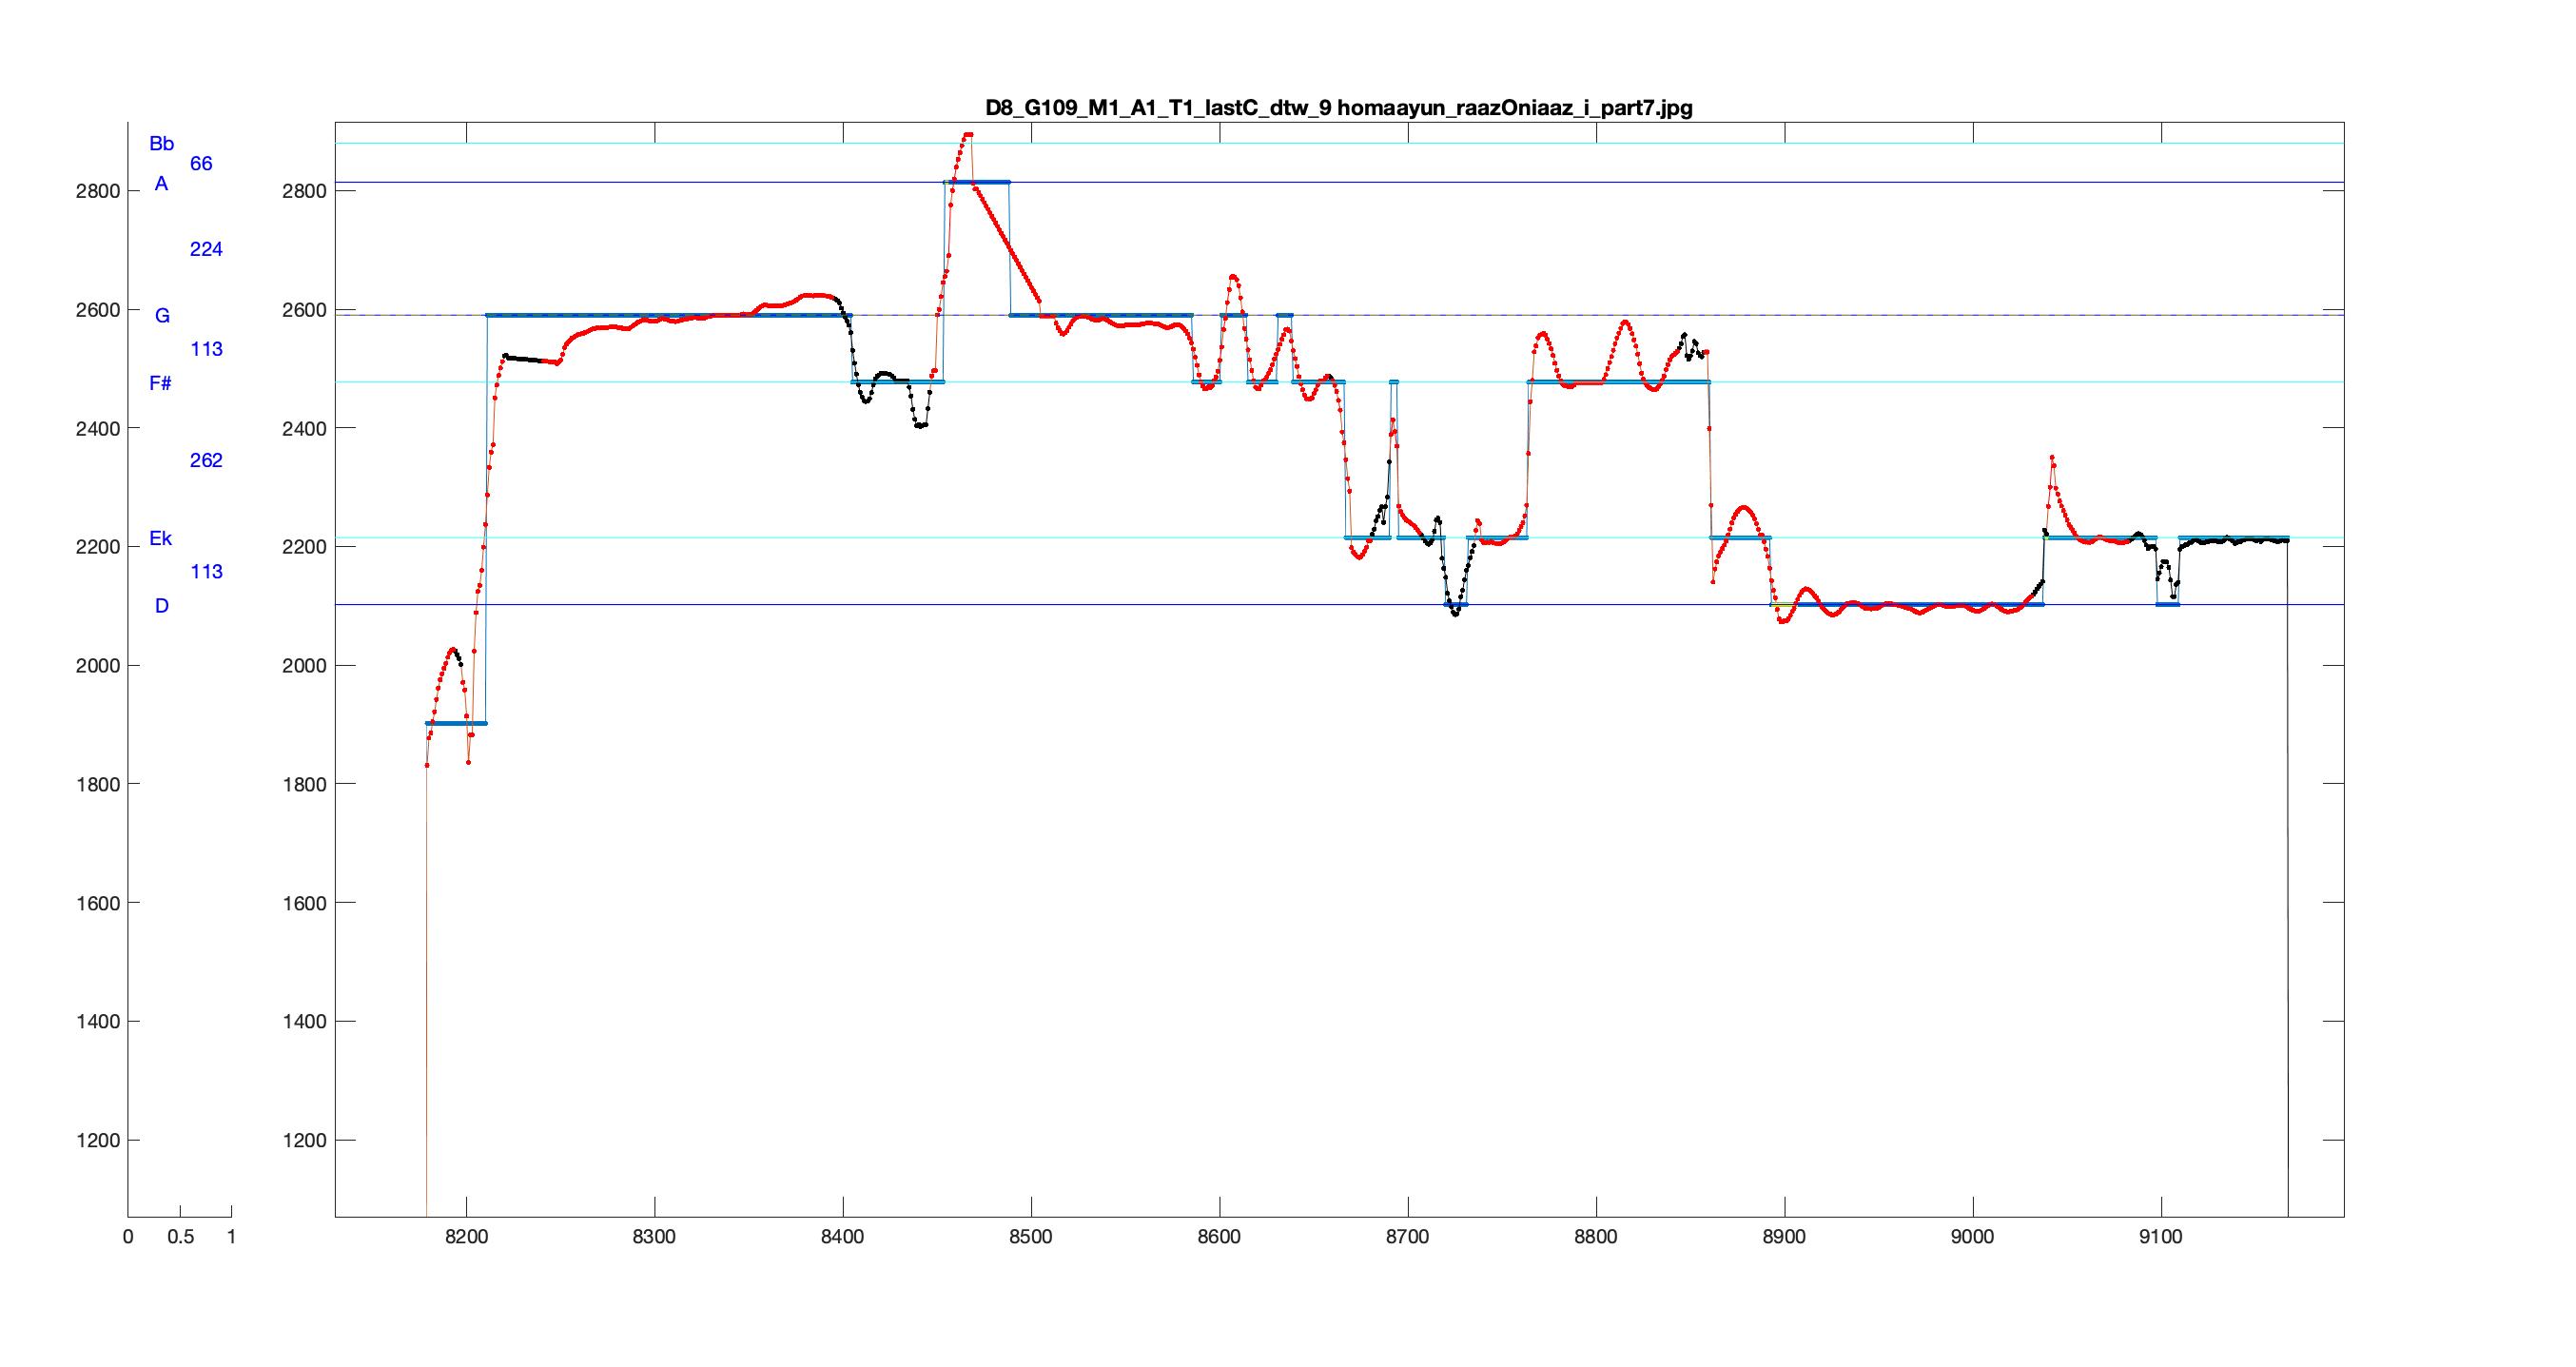 D8_G109_M1_A1_T1_lastC_dtw_9 homaayun_raazOniaaz_i_part7.jpg
Bb
66
2800 A 2800
224
2600 G 2600
113
F#
2400 2400
262
Ek
2200 2200
113
D
2000 2000
1800 1800
1600 1600
1400 1400
1200 1200
0 0.5 1 8200 8300 8400 8500 8600 8700 8800 8900 9000 9100